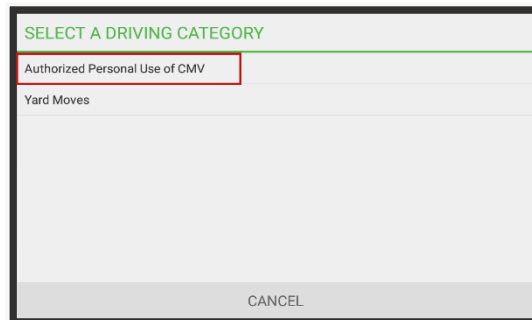 SELECT A DRIVING CATEGORY
Authorized Personal Use of CMV
Yard Moves
CANCEL